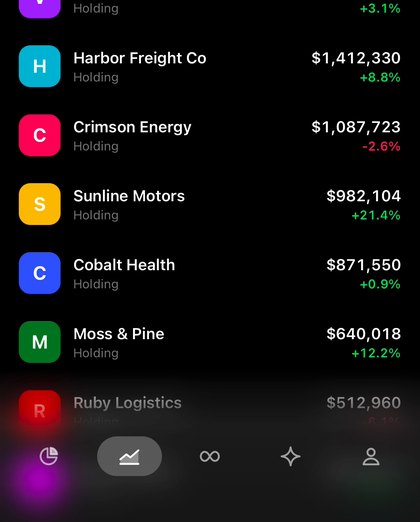 V
Holding
+3.1%
H
Harbor Freight Co
$1,412,330
Holding
+8.8%
C
Crimson Energy
$1,087,723
Holding
-2.6%
S
Sunline Motors
$982,104
Holding
+21.4%
C
Cobalt Health
$871,550
Holding
+0.9%
M
Moss & Pine
$640,018
Holding
+12.2%
R
Ruby Logistics
$512,960
Holding